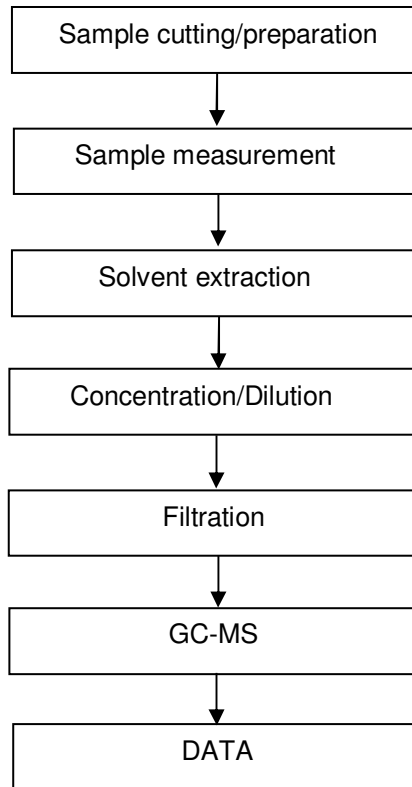 Sample cutting/preparation
Sample measurement
Solvent extraction
Concentration/Dilution
Filtration
GC-MS
DATA